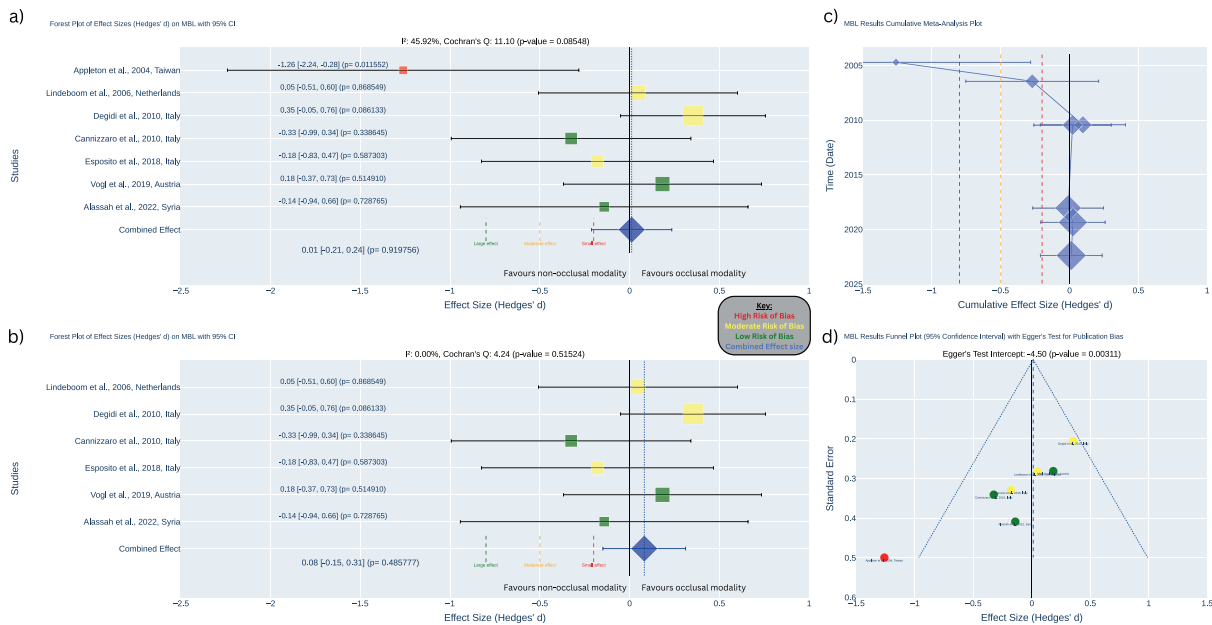 a)
Forest Plot of Effect Sizes (Hedges' d) on MBL with 95% CI
I²: 45.92%, Cochran's Q: 11.10 (p-value = 0.08548)
Studies
Appleton et al., 2004, Taiwan
-1.26 [-2.24, -0.28] (p= 0.011552)
Lindeboom et al., 2006, Netherlands
0.05 [-0.51, 0.60] (p= 0.868549)
Degidi et al., 2010, Italy
0.35 [-0.05, 0.76] (p= 0.086133)
Cannizzaro et al., 2010, Italy
-0.33 [-0.99, 0.34] (p= 0.338645)
Esposito et al., 2018, Italy
-0.18 [-0.83, 0.47] (p= 0.587303)
Vogl et al., 2019, Austria
0.18 [-0.37, 0.73] (p= 0.514910)
Alassah et al., 2022, Syria
-0.14 [-0.94, 0.66] (p= 0.728765)
Combined Effect
0.01 [-0.21, 0.24] (p= 0.919756)
Large effect
Moderate effect
Small effect
Favours non-occlusal modality
Favours occlusal modality
−2.5 −2 −1.5 −1 −0.5 0 0.5 1
Effect Size (Hedges' d)
c)
MBL Results Cumulative Meta-Analysis Plot
Time (Date)
2005
2010
2015
2020
2025
−1.5 −1 −0.5 0 0.5 1
Cumulative Effect Size (Hedges' d)
Key:
High Risk of Bias
Moderate Risk of Bias
Low Risk of Bias
Combined Effect size
b)
Forest Plot of Effect Sizes (Hedges' d) on MBL with 95% CI
I²: 0.00%, Cochran's Q: 4.24 (p-value = 0.51524)
Studies
Lindeboom et al., 2006, Netherlands
0.05 [-0.51, 0.60] (p= 0.868549)
Degidi et al., 2010, Italy
0.35 [-0.05, 0.76] (p= 0.086133)
Cannizzaro et al., 2010, Italy
-0.33 [-0.99, 0.34] (p= 0.338645)
Esposito et al., 2018, Italy
-0.18 [-0.83, 0.47] (p= 0.587303)
Vogl et al., 2019, Austria
0.18 [-0.37, 0.73] (p= 0.514910)
Alassah et al., 2022, Syria
-0.14 [-0.94, 0.66] (p= 0.728765)
Combined Effect
0.08 [-0.15, 0.31] (p= 0.485777)
Large effect
Moderate effect
Small effect
Favours non-occlusal modality
Favours occlusal modality
−2.5 −2 −1.5 −1 −0.5 0 0.5 1
Effect Size (Hedges' d)
d)
MBL Results Funnel Plot (95% Confidence Interval) with Egger's Test for Publication Bias
Egger's Test Intercept: -4.50 (p-value = 0.00311)
Standard Error
0
0.1
0.2
0.3
0.4
0.5
0.6
−1.5 −1 −0.5 0 0.5 1 1.5
Effect Size (Hedges' d)